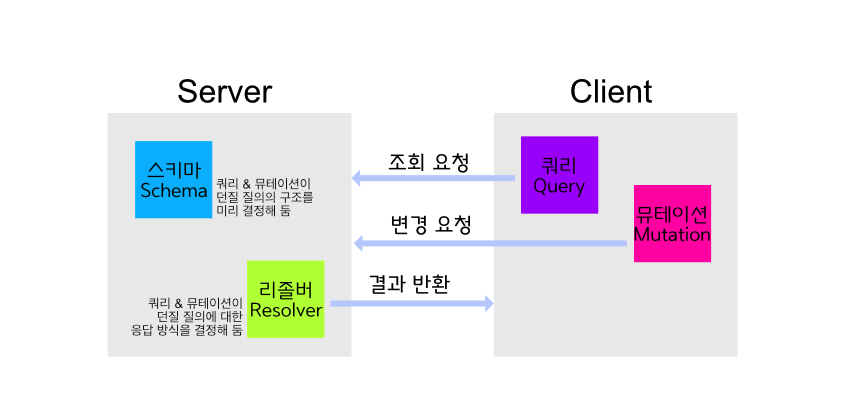 Server
Client
스키마
Schema
쿼리 & 뮤테이션이
던질 질의의 구조를
미리 결정해 둠
조회 요청
쿼리
Query
변경 요청
뮤테이션
Mutation
결과 반환
리졸버
Resolver
쿼리 & 뮤테이션이
던질 질의에 대한
응답 방식을 결정해 둠